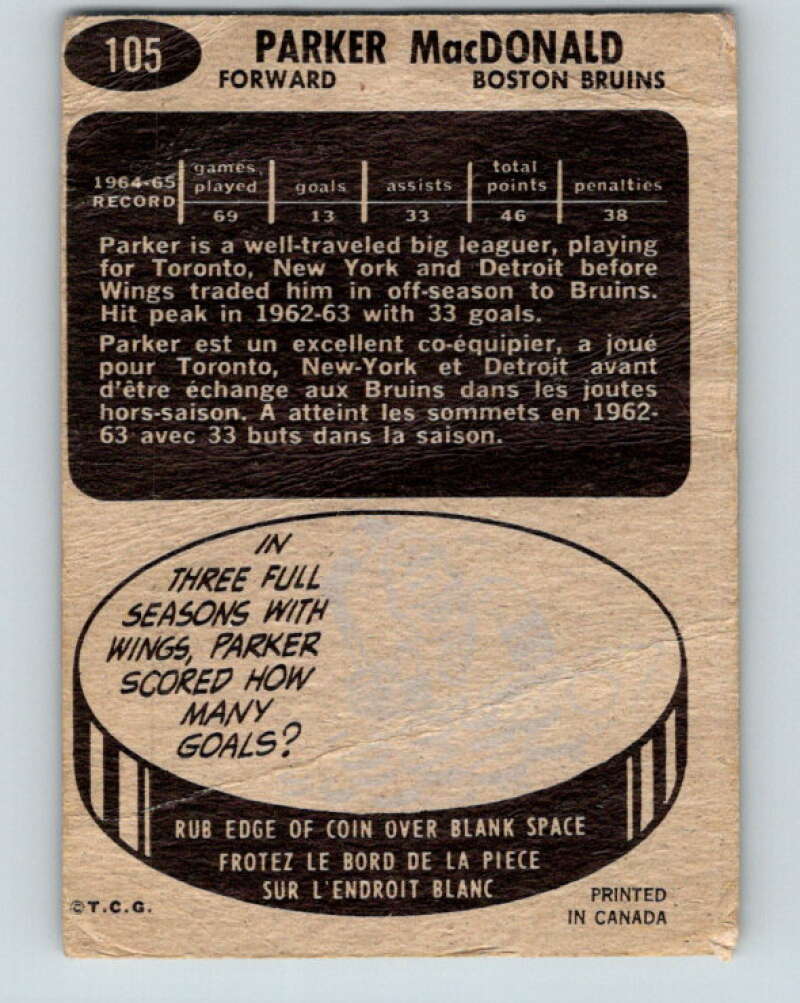 105 PARKER MacDONALD
FORWARD BOSTON BRUINS
1964-65 RECORD games played goals assists total points penalties
69 13 33 46 38
Parker is a well-traveled big leaguer, playing
for Toronto, New York and Detroit before
Wings traded him in off-season to Bruins.
Hit peak in 1962-63 with 33 goals.
Parker est un excellent co-équipier, a joué
pour Toronto, New-York et Detroit avant
d'être échange aux Bruins dans les joutes
hors-saison. A atteint les sommets en 1962-
63 avec 33 buts dans la saison.
IN
THREE FULL
SEASONS WITH
WINGS, PARKER
SCORED HOW
MANY
GOALS?
RUB EDGE OF COIN OVER BLANK SPACE
FROTEZ LE BORD DE LA PIECE
SUR L'ENDROIT BLANC
©T.C.G.
PRINTED
IN CANADA